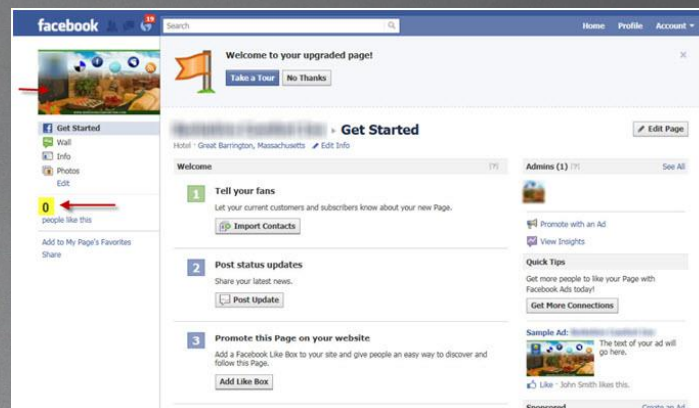 facebook
19
Search
Home Profile Account
Welcome to your upgraded page!
Take a Tour No Thanks
Get Started
Wall
Info
Photos
Edit
0
people like this
Add to My Page's Favorites
Share
Get Started
Edit Page
Hotel · Great Barrington, Massachusetts Edit Info
Welcome [?]
1 Tell your fans
Let your current customers and subscribers know about your new Page.
Import Contacts
2 Post status updates
Share your latest news.
Post Update
3 Promote this Page on your website
Add a Facebook Like Box to your site and give people an easy way to discover and
follow this Page.
Add Like Box
Admins (1) [?] See All
Promote with an Ad
View Insights
Quick Tips
Get more people to like your Page with
Facebook Ads today!
Get More Connections
Sample Ad:
The text of your ad will
go here.
Like · John Smith likes this.
Sponsored Create an Ad